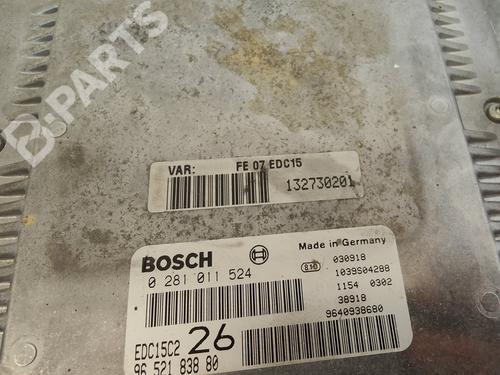 B-PARTS
VAR: FE 07 EDC15
132730201
Made in Germany
BOSCH
030918
0 281 011 524
1039S04288
1154 0302
38918
EDC15C2 26
9640938680
96 521 838 80